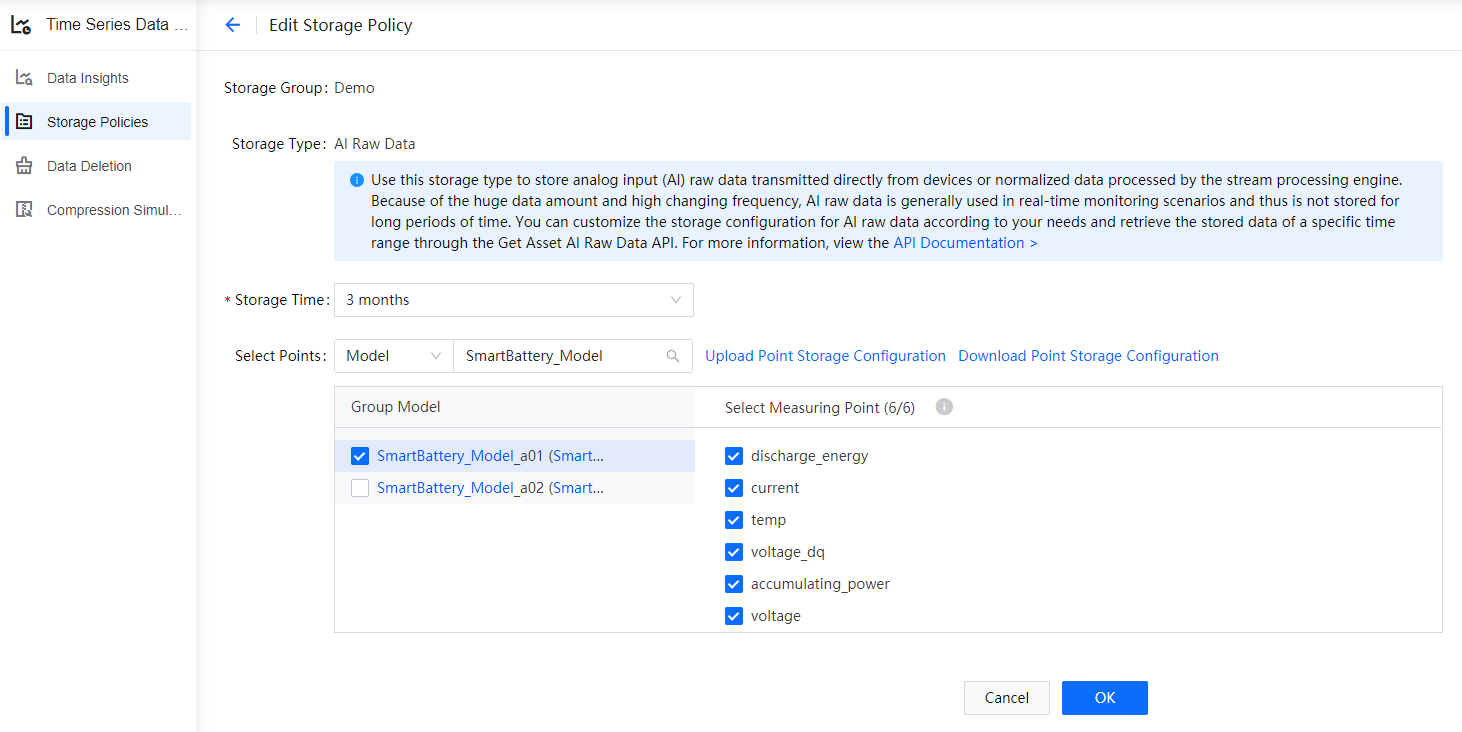 Time Series Data ...
Edit Storage Policy
Data Insights
Storage Policies
Data Deletion
Compression Simul...
Storage Group: Demo
Storage Type: AI Raw Data
Use this storage type to store analog input (AI) raw data transmitted directly from devices or normalized data processed by the stream processing engine.
Because of the huge data amount and high changing frequency, AI raw data is generally used in real-time monitoring scenarios and thus is not stored for
long periods of time. You can customize the storage configuration for AI raw data according to your needs and retrieve the stored data of a specific time
range through the Get Asset AI Raw Data API. For more information, view the API Documentation >
* Storage Time: 3 months
Select Points: Model SmartBattery_Model Upload Point Storage Configuration Download Point Storage Configuration
Group Model
Select Measuring Point (6/6)
SmartBattery_Model_a01 (Smart...
SmartBattery_Model_a02 (Smart...
discharge_energy
current
temp
voltage_dq
accumulating_power
voltage
Cancel
OK